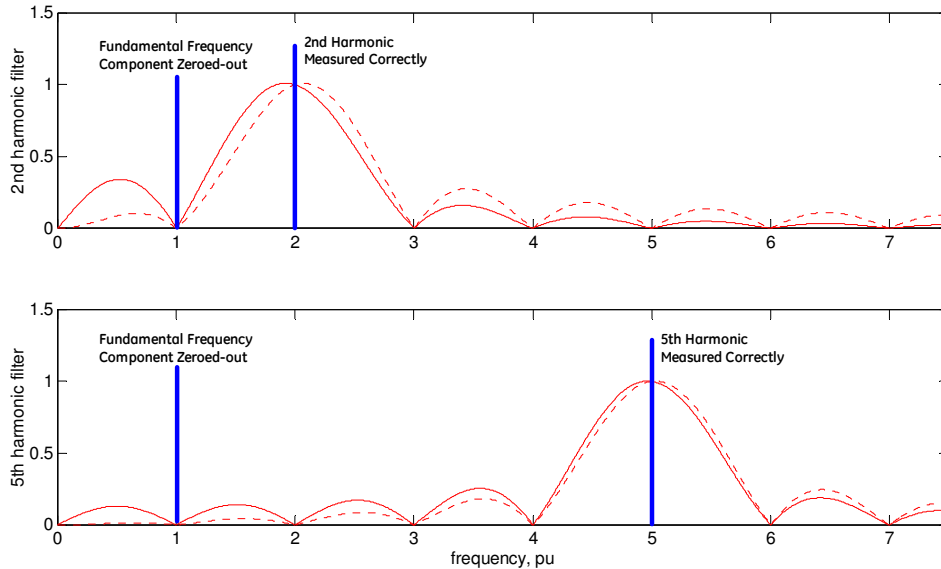 1.5
1
0.5
0
2nd harmonic filter
Fundamental Frequency
Component Zeroed-out
2nd Harmonic
Measured Correctly
0 1 2 3 4 5 6 7
1.5
1
0.5
0
5th harmonic filter
Fundamental Frequency
Component Zeroed-out
5th Harmonic
Measured Correctly
0 1 2 3 4 5 6 7
frequency, pu